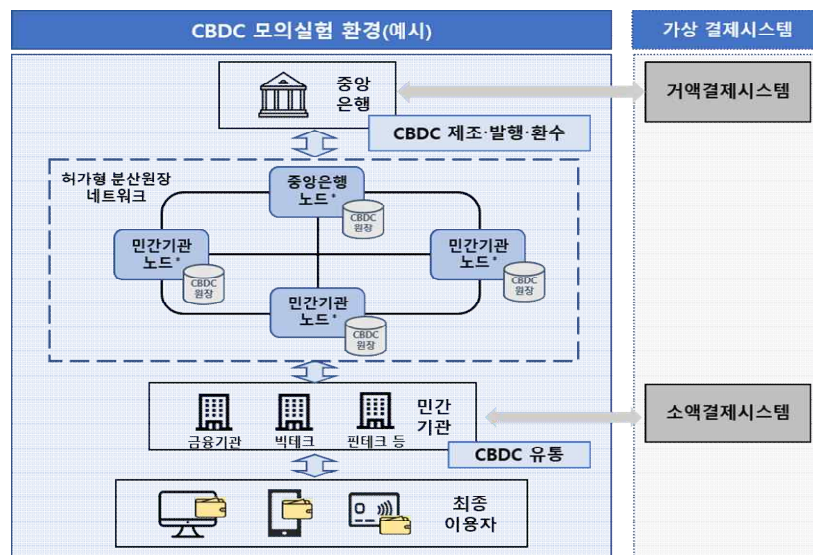 CBDC 모의실험 환경(예시)
가상 결제시스템
중앙
은행
거액결제시스템
CBDC 제조·발행·환수
허가형 분산원장
네트워크
중앙은행
노드*
CBDC
원장
민간기관
노드*
CBDC
원장
민간기관
노드*
CBDC
원장
민간기관
노드*
CBDC
원장
금융기관
빅테크
핀테크 등
민간
기관
소액결제시스템
CBDC 유통
최종
이용자